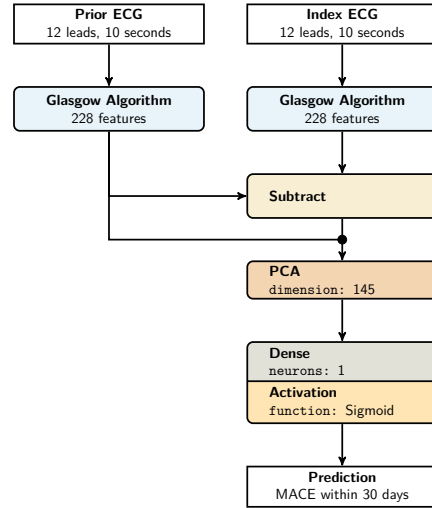 Prior ECG
12 leads, 10 seconds
Index ECG
12 leads, 10 seconds
Glasgow Algorithm
228 features
Glasgow Algorithm
228 features
Subtract
PCA
dimension: 145
Dense
neurons: 1
Activation
function: Sigmoid
Prediction
MACE within 30 days